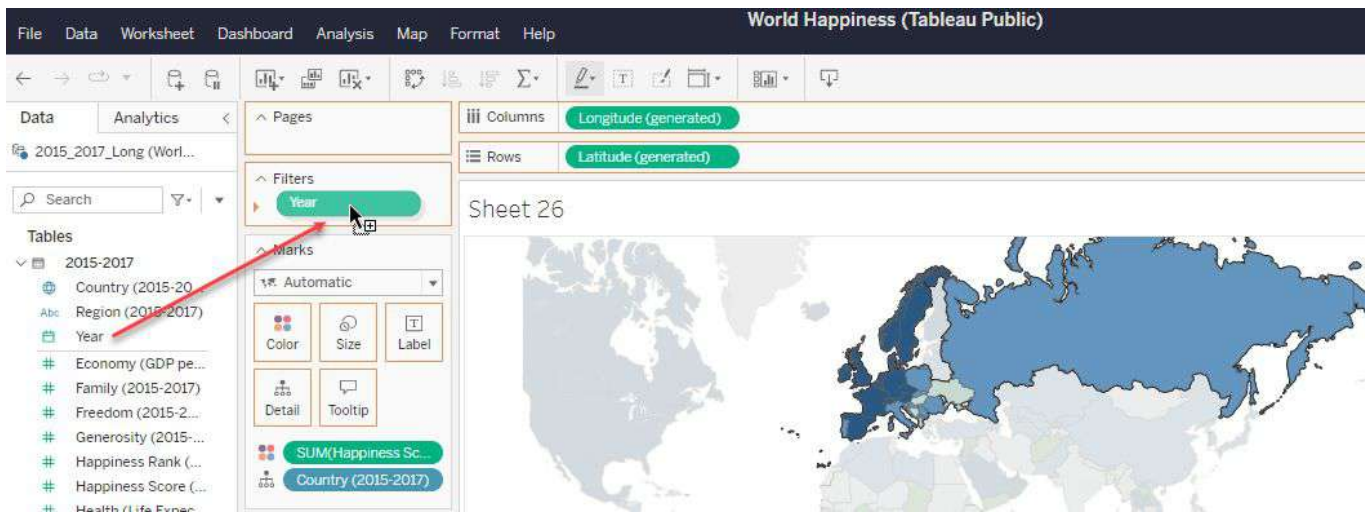 World Happiness (Tableau Public)
File Data Worksheet Dashboard Analysis Map Format Help
Data Analytics
2015_2017_Long (Worl...
Search
Tables
2015-2017
Country (2015-20...
Abc Region (2015-2017)
Year
# Economy (GDP pe...
# Family (2015-2017)
# Freedom (2015-2...
# Generosity (2015-...
# Happiness Rank (...
# Happiness Score (...
# Health (Life Expec...
Pages
Filters
Year
Marks
Automatic
Color Size Label
Detail Tooltip
SUM(Happiness Sc...
Country (2015-2017)
Columns Longitude (generated)
Rows Latitude (generated)
Sheet 26